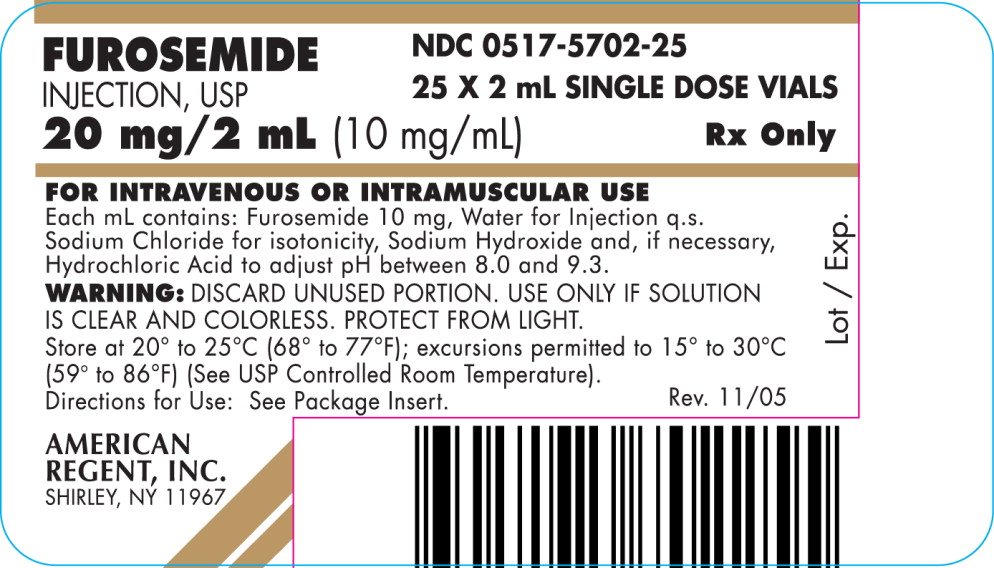 FUROSEMIDE
INJECTION, USP
20 mg/2 mL (10 mg/mL)
NDC 0517-5702-25
25 X 2 mL SINGLE DOSE VIALS
Rx Only
FOR INTRAVENOUS OR INTRAMUSCULAR USE
Each mL contains: Furosemide 10 mg, Water for Injection q.s.
Sodium Chloride for isotonicity, Sodium Hydroxide and, if necessary,
Hydrochloric Acid to adjust pH between 8.0 and 9.3.
WARNING: DISCARD UNUSED PORTION. USE ONLY IF SOLUTION
IS CLEAR AND COLORLESS. PROTECT FROM LIGHT.
Store at 20° to 25°C (68° to 77°F); excursions permitted to 15° to 30°C
(59° to 86°F) (See USP Controlled Room Temperature).
Directions for Use: See Package Insert.
Rev. 11/05
Lot / Exp.
AMERICAN
REGENT, INC.
SHIRLEY, NY 11967